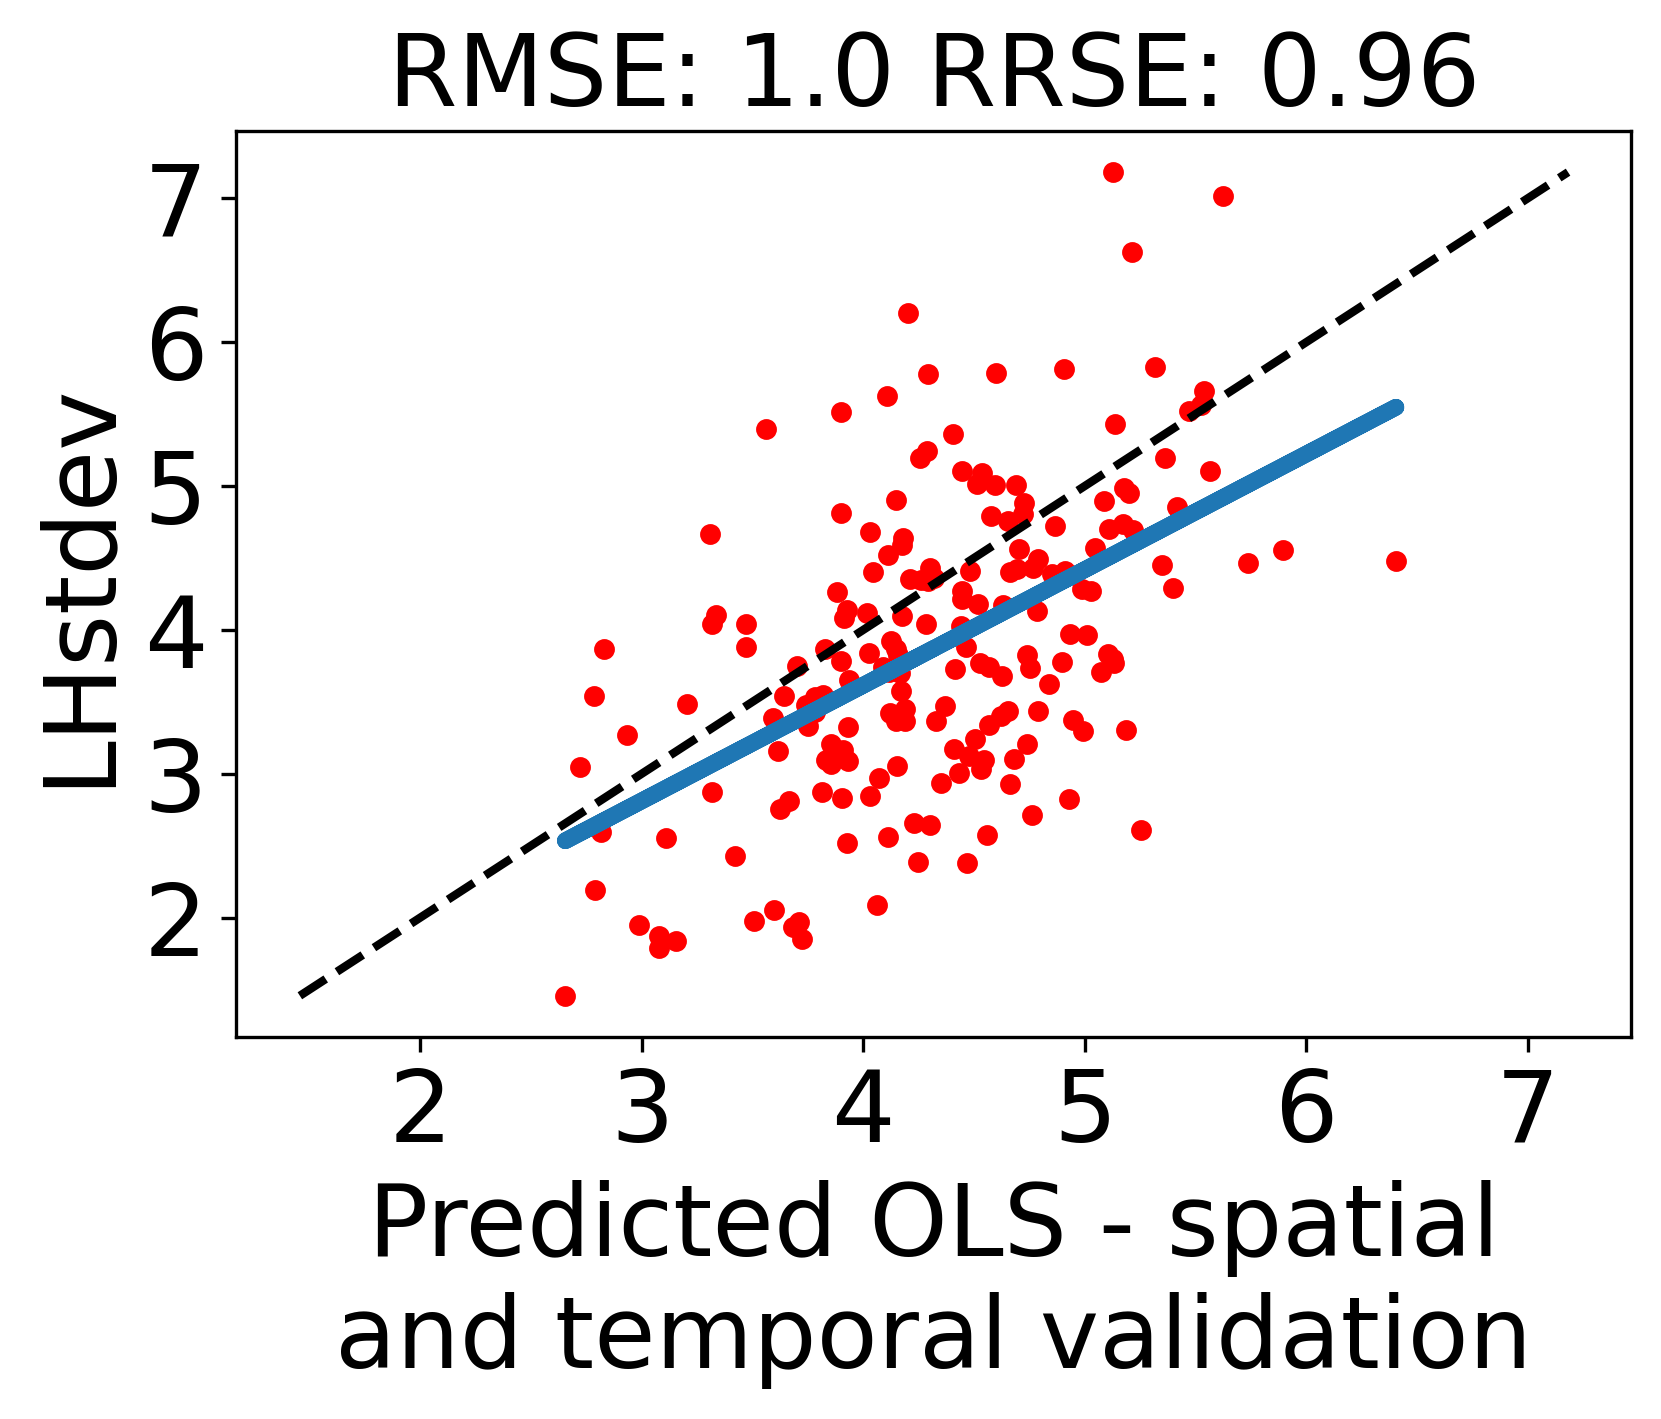 RMSE: 1.0 RRSE: 0.96
LHstdev
7
6
5
4
3
2
2 3 4 5 6 7
Predicted OLS - spatial
and temporal validation